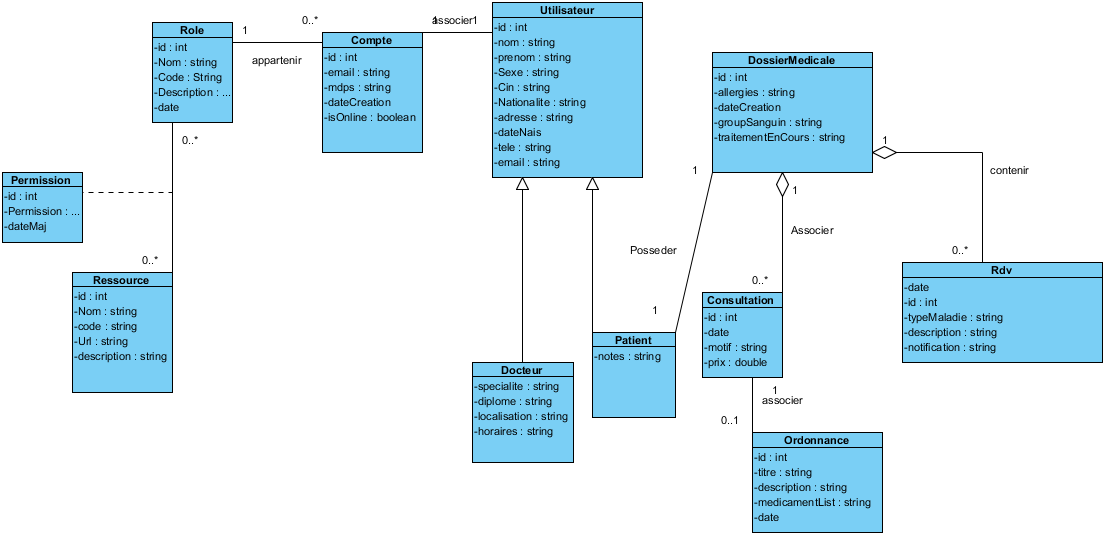 Role
-id : int
-Nom : string
-Code : String
-Description : ...
-date
1
0..*
appartenir
Compte
-id : int
-email : string
-mdps : string
-dateCreation
-isOnline : boolean
1
associer
1
Utilisateur
-id : int
-nom : string
-prenom : string
-Sexe : string
-Cin : string
-Nationalite : string
-adresse : string
-dateNais
-tele : string
-email : string
DossierMedicale
-id : int
-allergies : string
-dateCreation
-groupSanguin : string
-traitementEnCours : string
0..*
Permission
-id : int
-Permission : ...
-dateMaj
0..*
Ressource
-id : int
-Nom : string
-code : string
-Url : string
-description : string
1
Posseder
1
1
Associer
0..*
1
contenir
0..*
Rdv
-date
-id : int
-typeMaladie : string
-description : string
-notification : string
Consultation
-id : int
-date
-motif : string
-prix : double
Patient
-notes : string
Docteur
-specialite : string
-diplome : string
-localisation : string
-horaires : string
1
associer
0..1
Ordonnance
-id : int
-titre : string
-description : string
-medicamentList : string
-date